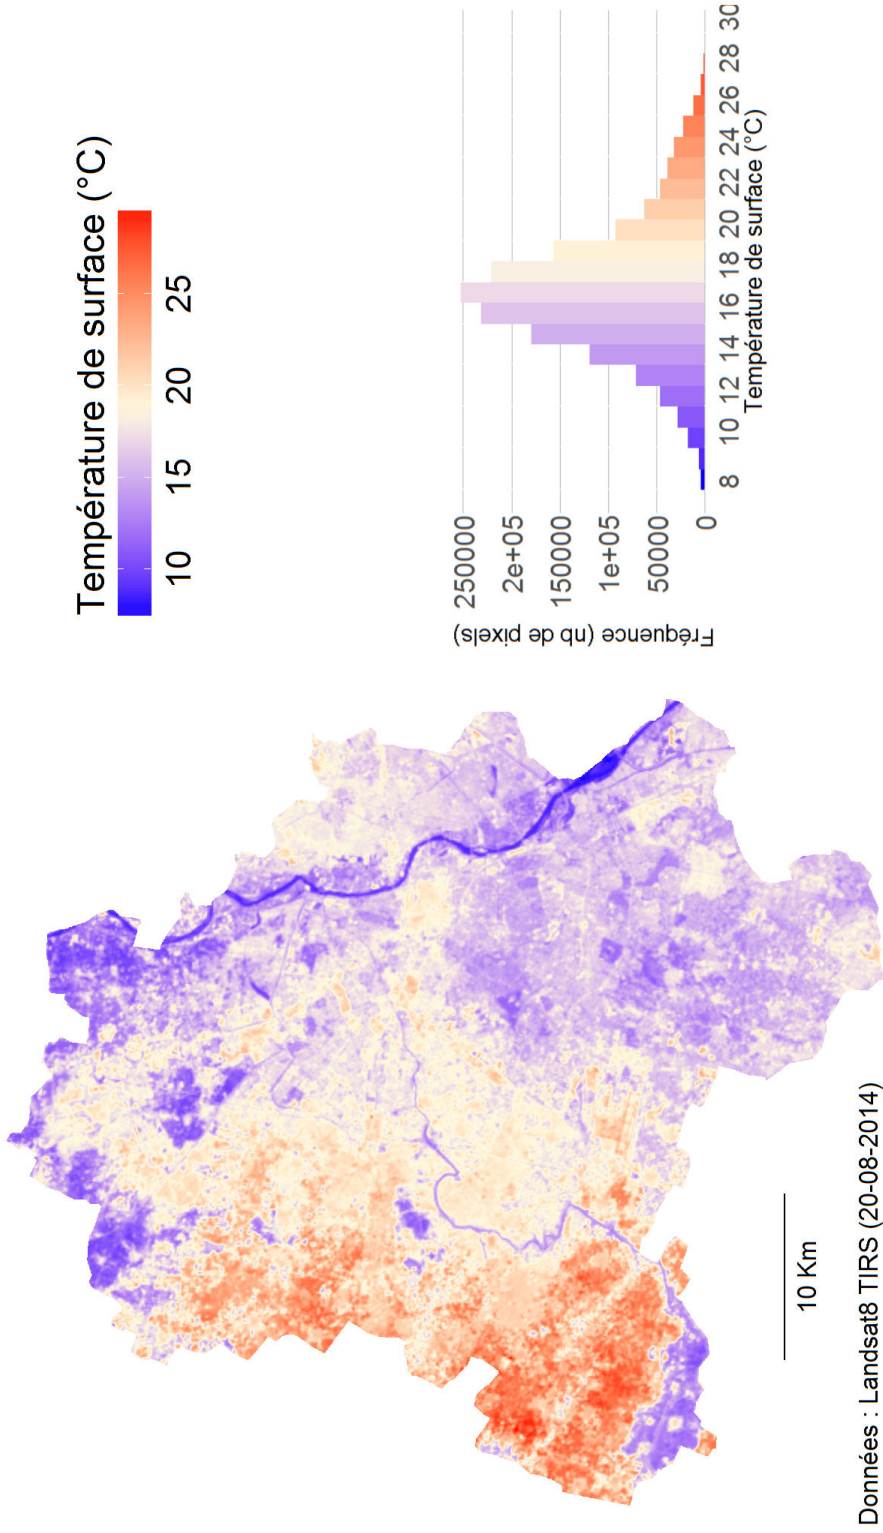 Température de surface (°C)
10 15 20 25
Fréquence (nb de pixels)
250000
2e+05
150000
1e+05
50000
0
8 10 12 14 16 18 20 22 24 26 28 30
Température de surface (°C)
10 Km
Données : Landsat8 TIRS (20-08-2014)